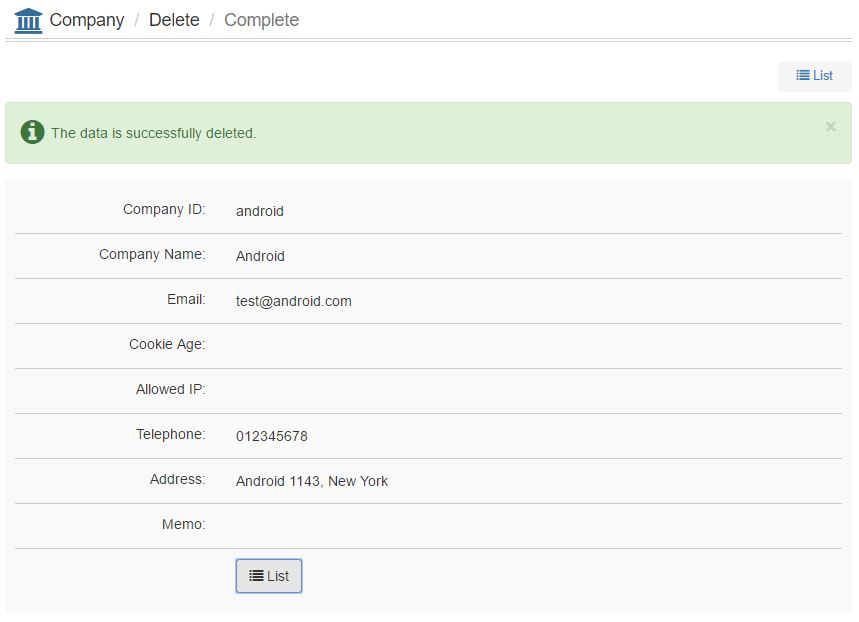 Company / Delete / Complete
List
The data is successfully deleted. ×
Company ID: android
Company Name: Android
Email: test@android.com
Cookie Age:
Allowed IP:
Telephone: 012345678
Address: Android 1143, New York
Memo:
List